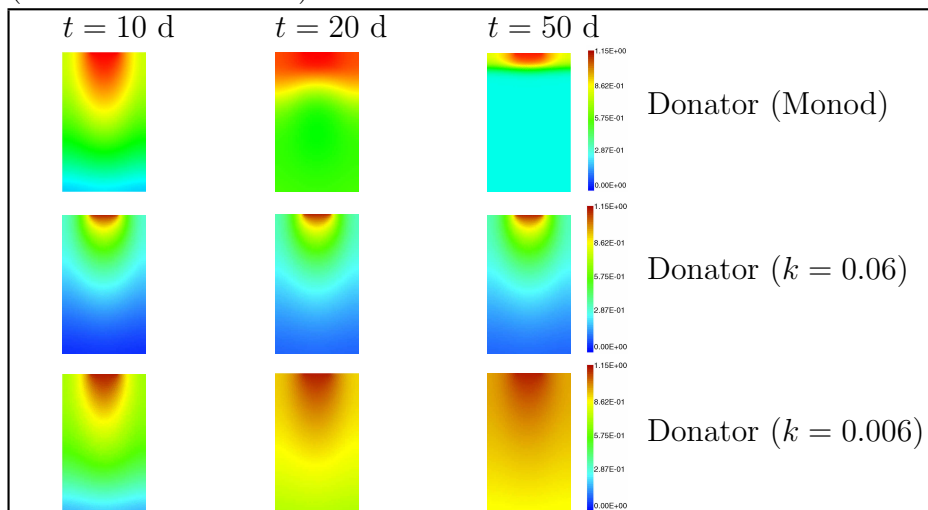 t = 10 d t = 20 d t = 50 d
1.15E+00
8.62E-01
5.75E-01
2.87E-01
0.00E+00
Donator (Monod)
1.15E+00
8.62E-01
5.75E-01
2.87E-01
0.00E+00
Donator (k = 0.06)
1.15E+00
8.62E-01
5.75E-01
2.87E-01
0.00E+00
Donator (k = 0.006)